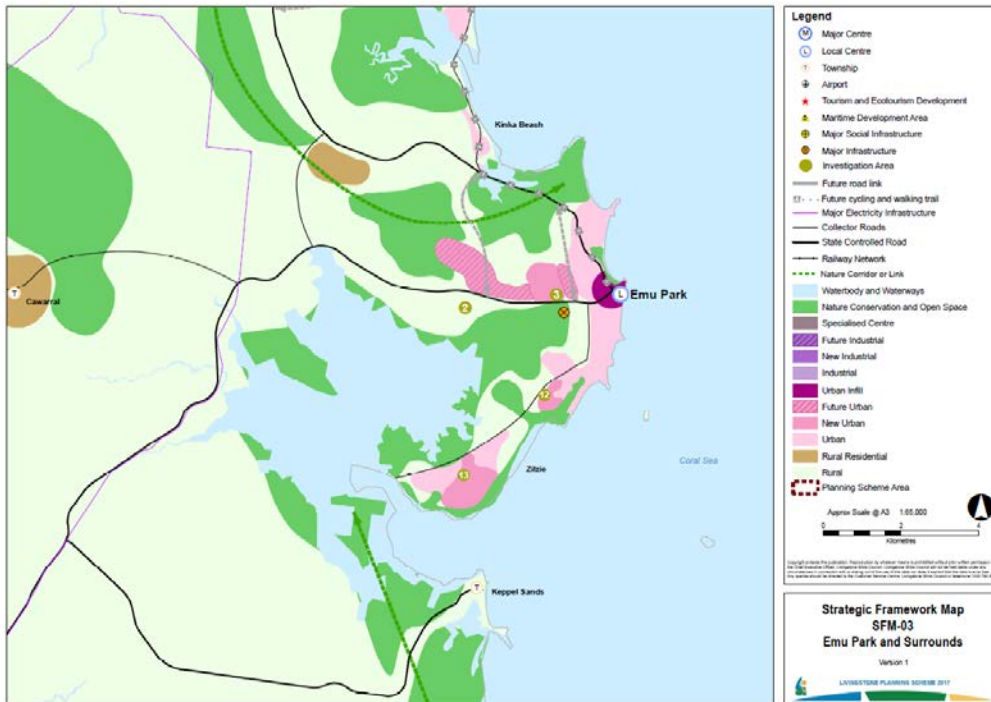 Kinka Beach
Emu Park
L
T
Cawarral
2
3
12
13
Zilzie
Coral Sea
T
Keppel Sands
Legend
M Major Centre
L Local Centre
T Township
Airport
Tourism and Ecotourism Development
Maritime Development Area
Major Social Infrastructure
Major Infrastructure
Investigation Area
Future road link
Future cycling and walking trail
Major Electricity Infrastructure
Collector Roads
State Controlled Road
Railway Network
Nature Corridor or Link
Waterbody and Waterways
Nature Conservation and Open Space
Specialised Centre
Future Industrial
New Industrial
Industrial
Urban Infill
Future Urban
New Urban
Urban
Rural Residential
Rural
Planning Scheme Area
Approx Scale @ A3 1:65,000
0 2 4
Kilometres
Strategic Framework Map
SFM-03
Emu Park and Surrounds
Version 1
LIVINGSTONE PLANNING SCHEME 2017